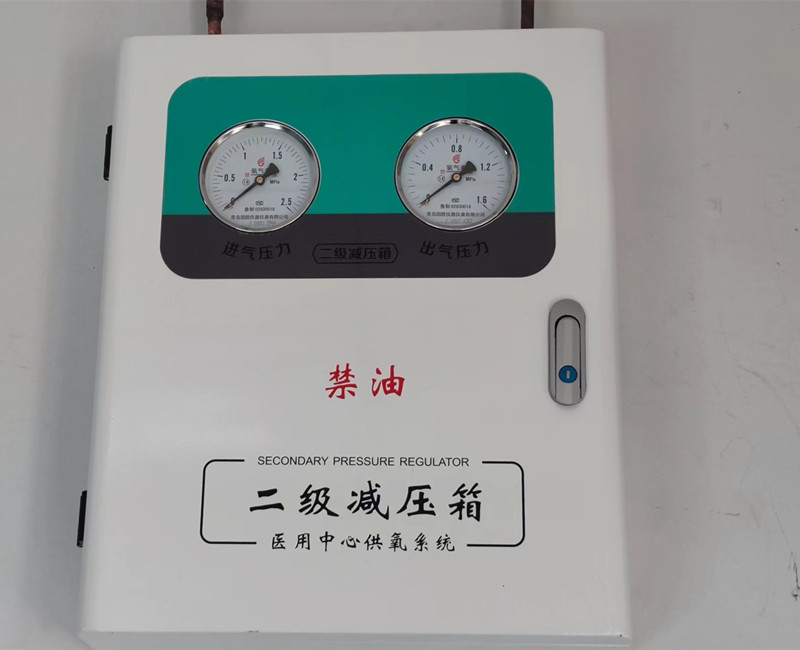 0 0.5 1 1.5 2 2.5
MPa
0 0.4 0.8 1.2 1.6
MPa
进气压力 二级减压箱 出气压力
禁油
SECONDARY PRESSURE REGULATOR
二级减压箱
医用中心供氧系统